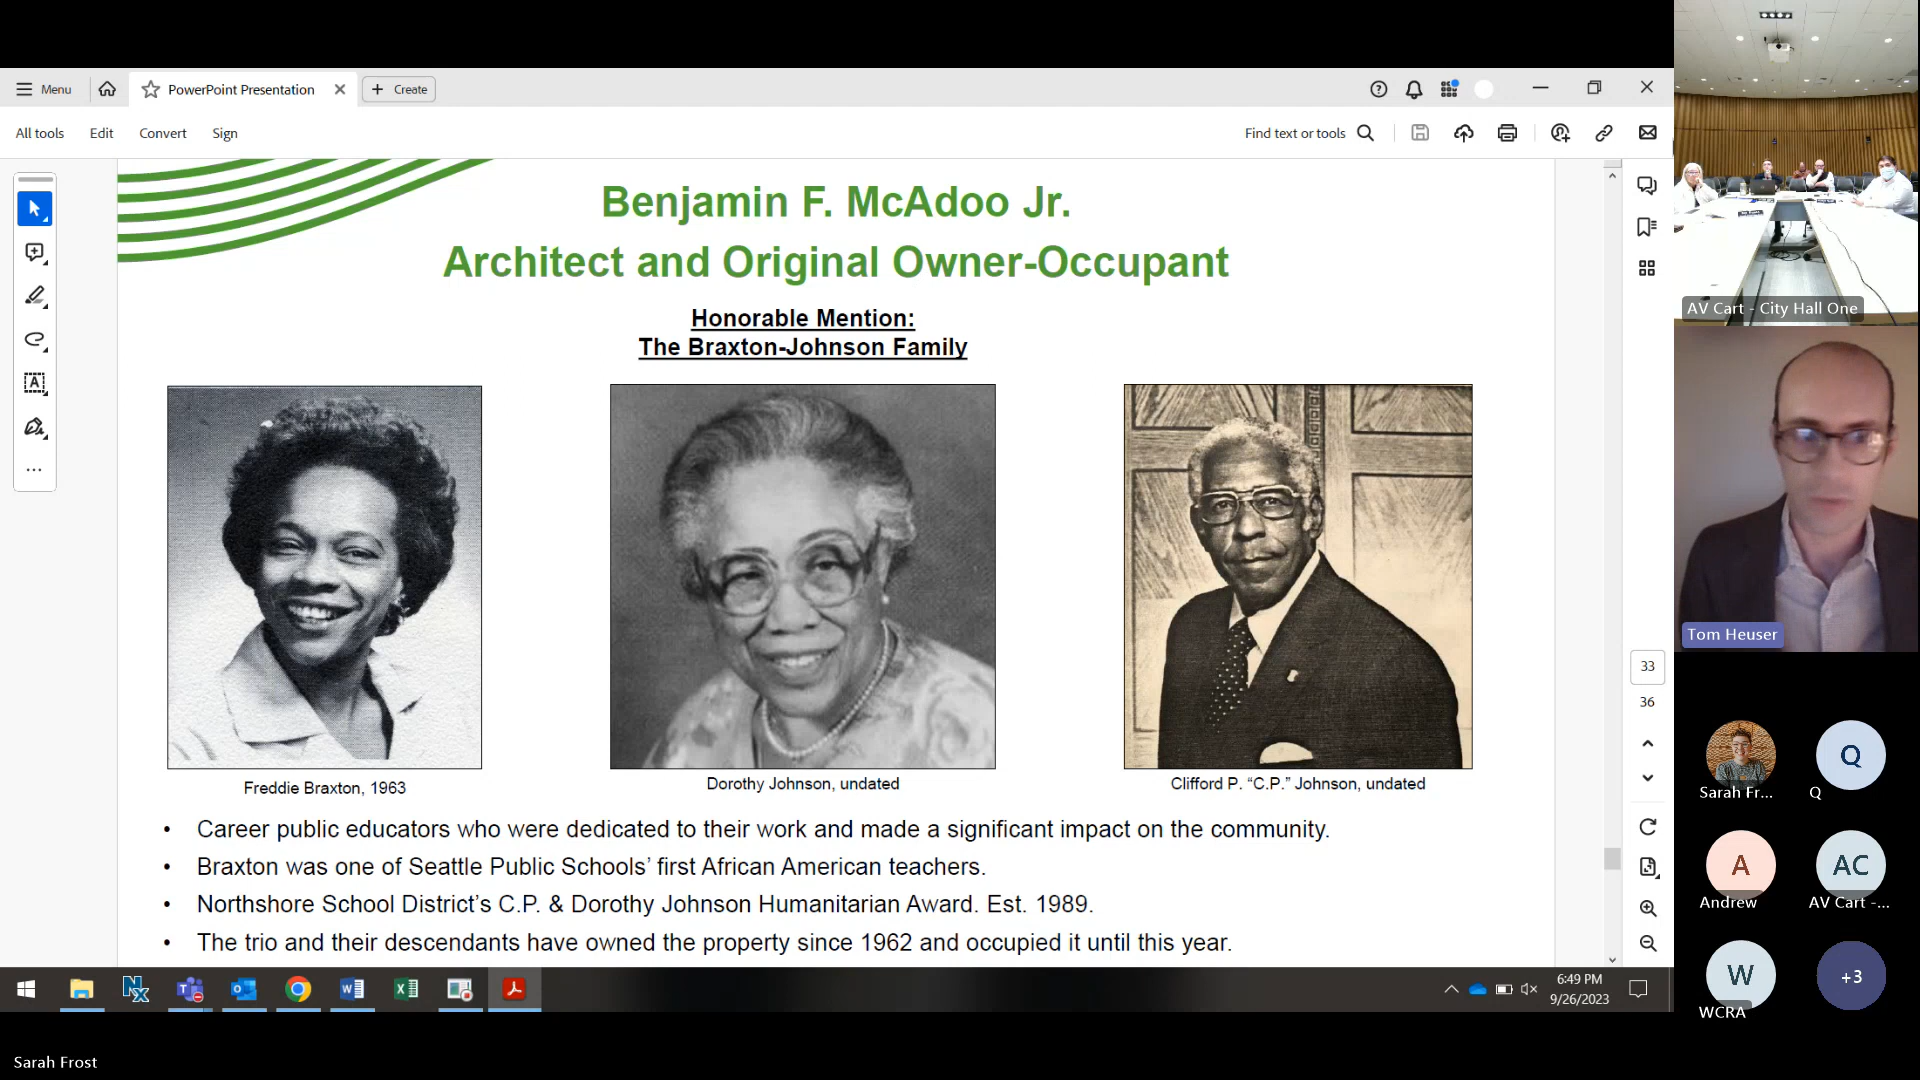 Menu
PowerPoint Presentation
Create
All tools
Edit
Convert
Sign
Find text or tools
Benjamin F. McAdoo Jr.
Architect and Original Owner-Occupant
Honorable Mention:
The Braxton-Johnson Family
Freddie Braxton, 1963
Dorothy Johnson, undated
Clifford P. “C.P.” Johnson, undated
• Career public educators who were dedicated to their work and made a significant impact on the community.
• Braxton was one of Seattle Public Schools’ first African American teachers.
• Northshore School District’s C.P. & Dorothy Johnson Humanitarian Award. Est. 1989.
• The trio and their descendants have owned the property since 1962 and occupied it until this year.
33
36
6:49 PM
9/26/2023
Sarah Frost
AV Cart - City Hall One
Tom Heuser
Sarah Fr...
Q
Q
A
Andrew
AC
AV Cart -...
W
WCRA
+3